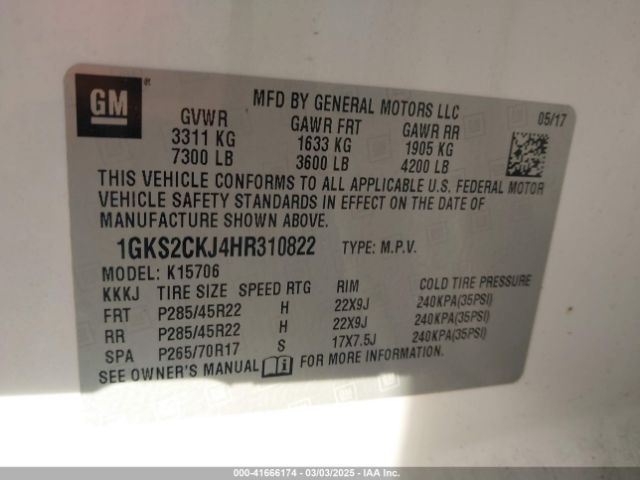 GM
MFD BY GENERAL MOTORS LLC
05/17
GVWR GAWR FRT GAWR RR
3311 KG 1633 KG 1905 KG
7300 LB 3600 LB 4200 LB
THIS VEHICLE CONFORMS TO ALL APPLICABLE U.S. FEDERAL MOTOR
VEHICLE SAFETY STANDARDS IN EFFECT ON THE DATE OF
MANUFACTURE SHOWN ABOVE.
1GKS2CKJ4HR310822 TYPE: M.P.V.
MODEL: K15706
KKKJ TIRE SIZE SPEED RTG RIM COLD TIRE PRESSURE
FRT P285/45R22 H 22X9J 240KPA(35PSI)
RR P285/45R22 H 22X9J 240KPA(35PSI)
SPA P265/70R17 S 17X7.5J 240KPA(35PSI)
SEE OWNER'S MANUAL FOR MORE INFORMATION.
000-41666174 - 03/03/2025 - IAAI.com